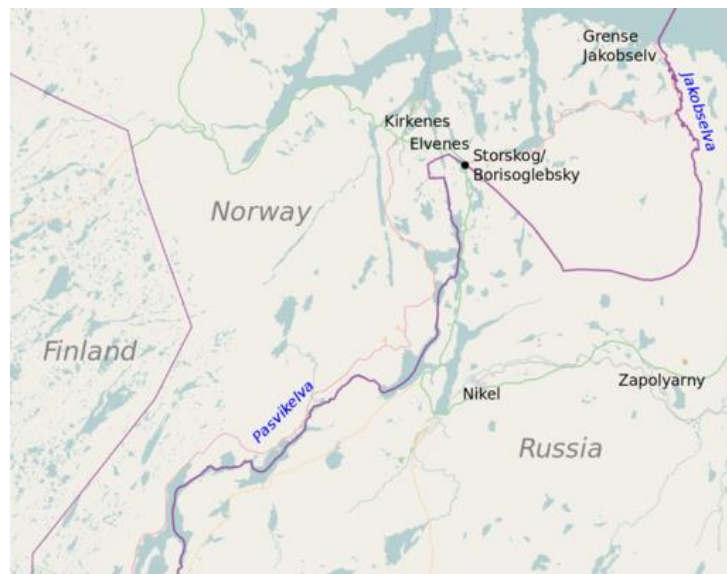 Grense
Jakobselv
Jakobselva
Kirkenes
Elvenes
Storskog/
Borisoglebsky
Norway
Finland
Pasvikelva
Nikel
Zapolyarny
Russia